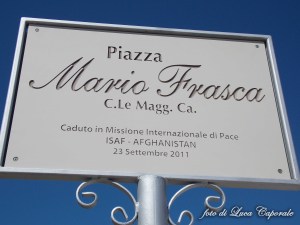 Piazza
Mario Frasca
C.Le Magg. Ca.
Caduto in Missione Internazionale di Pace
ISAF - AFGHANISTAN
23 Settembre 2011
foto di Luca Caporale